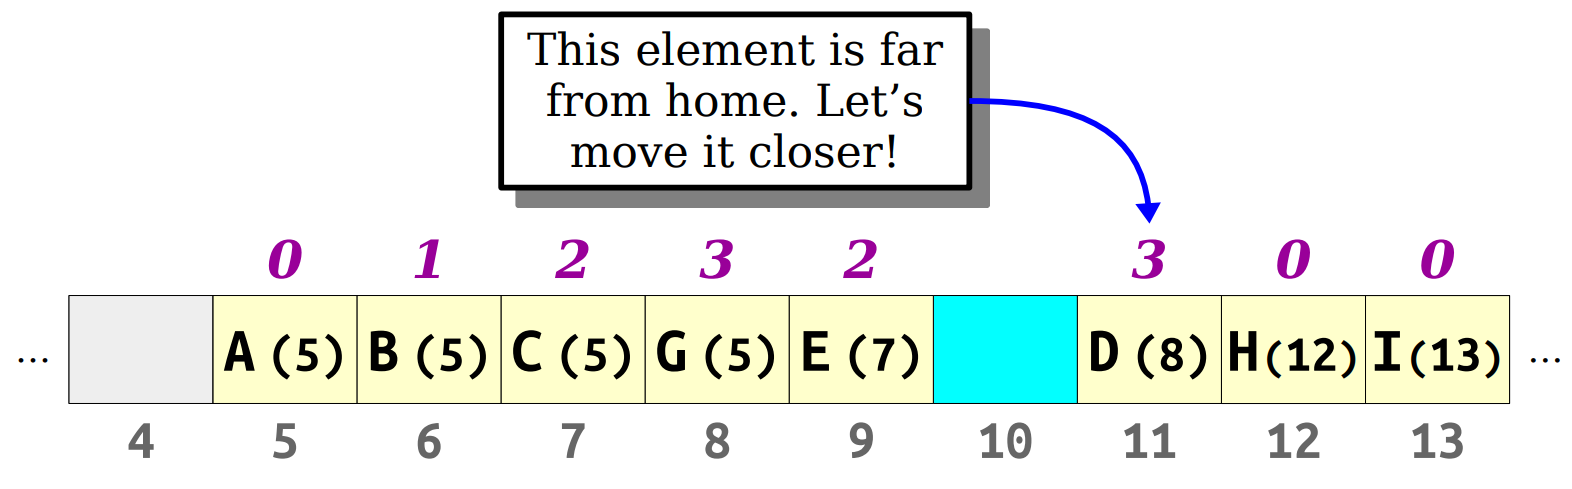 This element is far
from home. Let’s
move it closer!
0 1 2 3 2 3 0 0
... A (5) B (5) C (5) G (5) E (7) D (8) H(12) I(13) ...
4 5 6 7 8 9 10 11 12 13